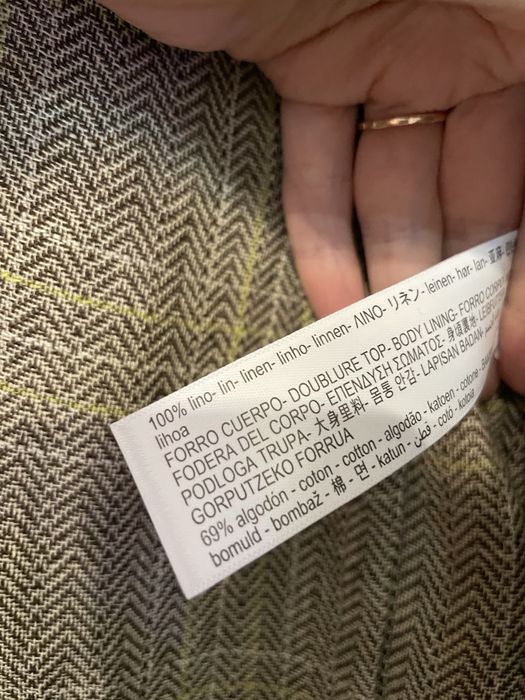 100% lino- lin- linen- linho- linnen- ΛΙΝΟ- リネン- leinen- hør- lan- 亚麻-
lihoa
FORRO CUERPO- DOUBLURE TOP- BODY LINING- FORRO CORPO-
FODERA DEL CORPO- ΕΠΕΝΔΥΣΗ ΣΩΜΑΤΟΣ- 身頃裏地-
PODLOGA TRUPA- 大身里料- 몸통 안감- LAPISAN BADAN-
GORPUTZEKO FORRUA
69% algodón - coton - cotton - algodão - katoen - cotone-
bomuld - bombaž - 棉 - 면 - katun - قطن - cotó - kotoia